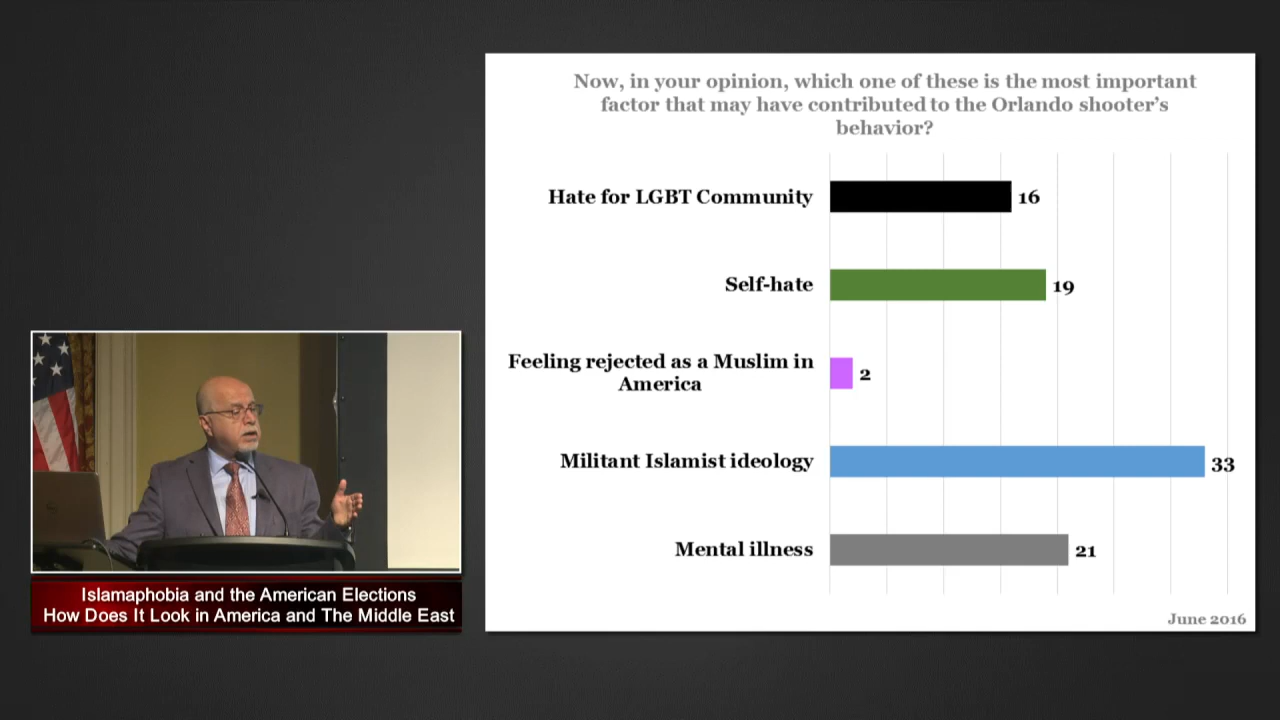 Now, in your opinion, which one of these is the most important
factor that may have contributed to the Orlando shooter's
behavior?
Hate for LGBT Community
16
Self-hate
19
Feeling rejected as a Muslim in
America
2
Militant Islamist ideology
33
Mental illness
21
June 2016
Islamaphobia and the American Elections
How Does It Look in America and The Middle East